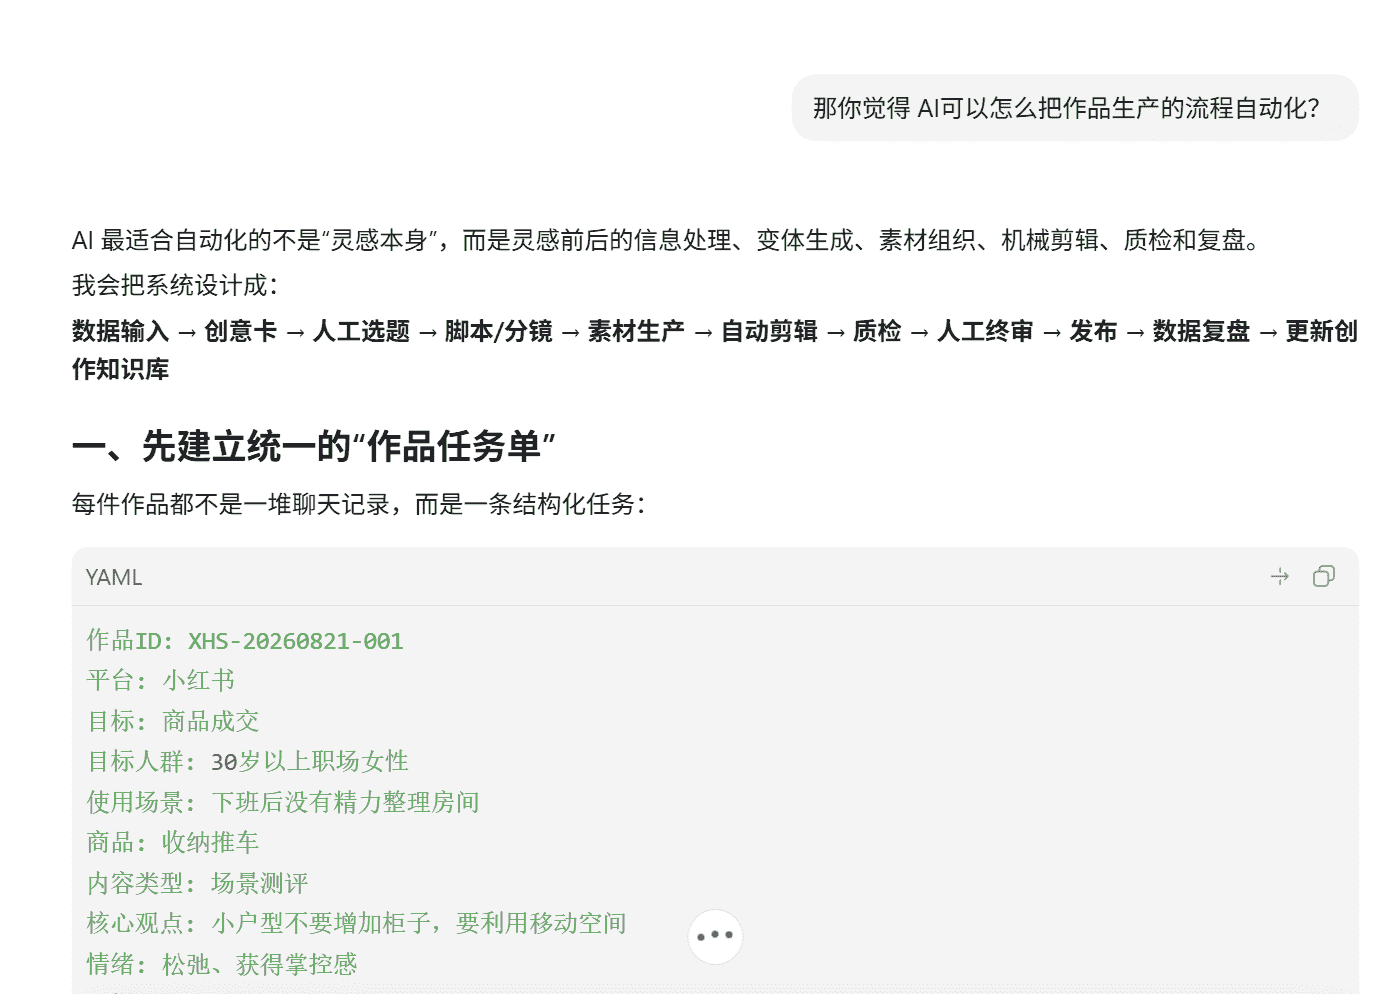 那你觉得 AI可以怎么把作品生产的流程自动化？
AI 最适合自动化的不是“灵感本身”，而是灵感前后的信息处理、变体生成、素材组织、机械剪辑、质检和复盘。
我会把系统设计成：
数据输入 → 创意卡 → 人工选题 → 脚本/分镜 → 素材生产 → 自动剪辑 → 质检 → 人工终审 → 发布 → 数据复盘 → 更新创
作知识库
一、先建立统一的“作品任务单”
每件作品都不是一堆聊天记录，而是一条结构化任务：
YAML
作品ID: XHS-20260821-001
平台: 小红书
目标: 商品成交
目标人群: 30岁以上职场女性
使用场景: 下班后没有精力整理房间
商品: 收纳推车
内容类型: 场景测评
核心观点: 小户型不要增加柜子，要利用移动空间
情绪: 松弛、获得掌控感